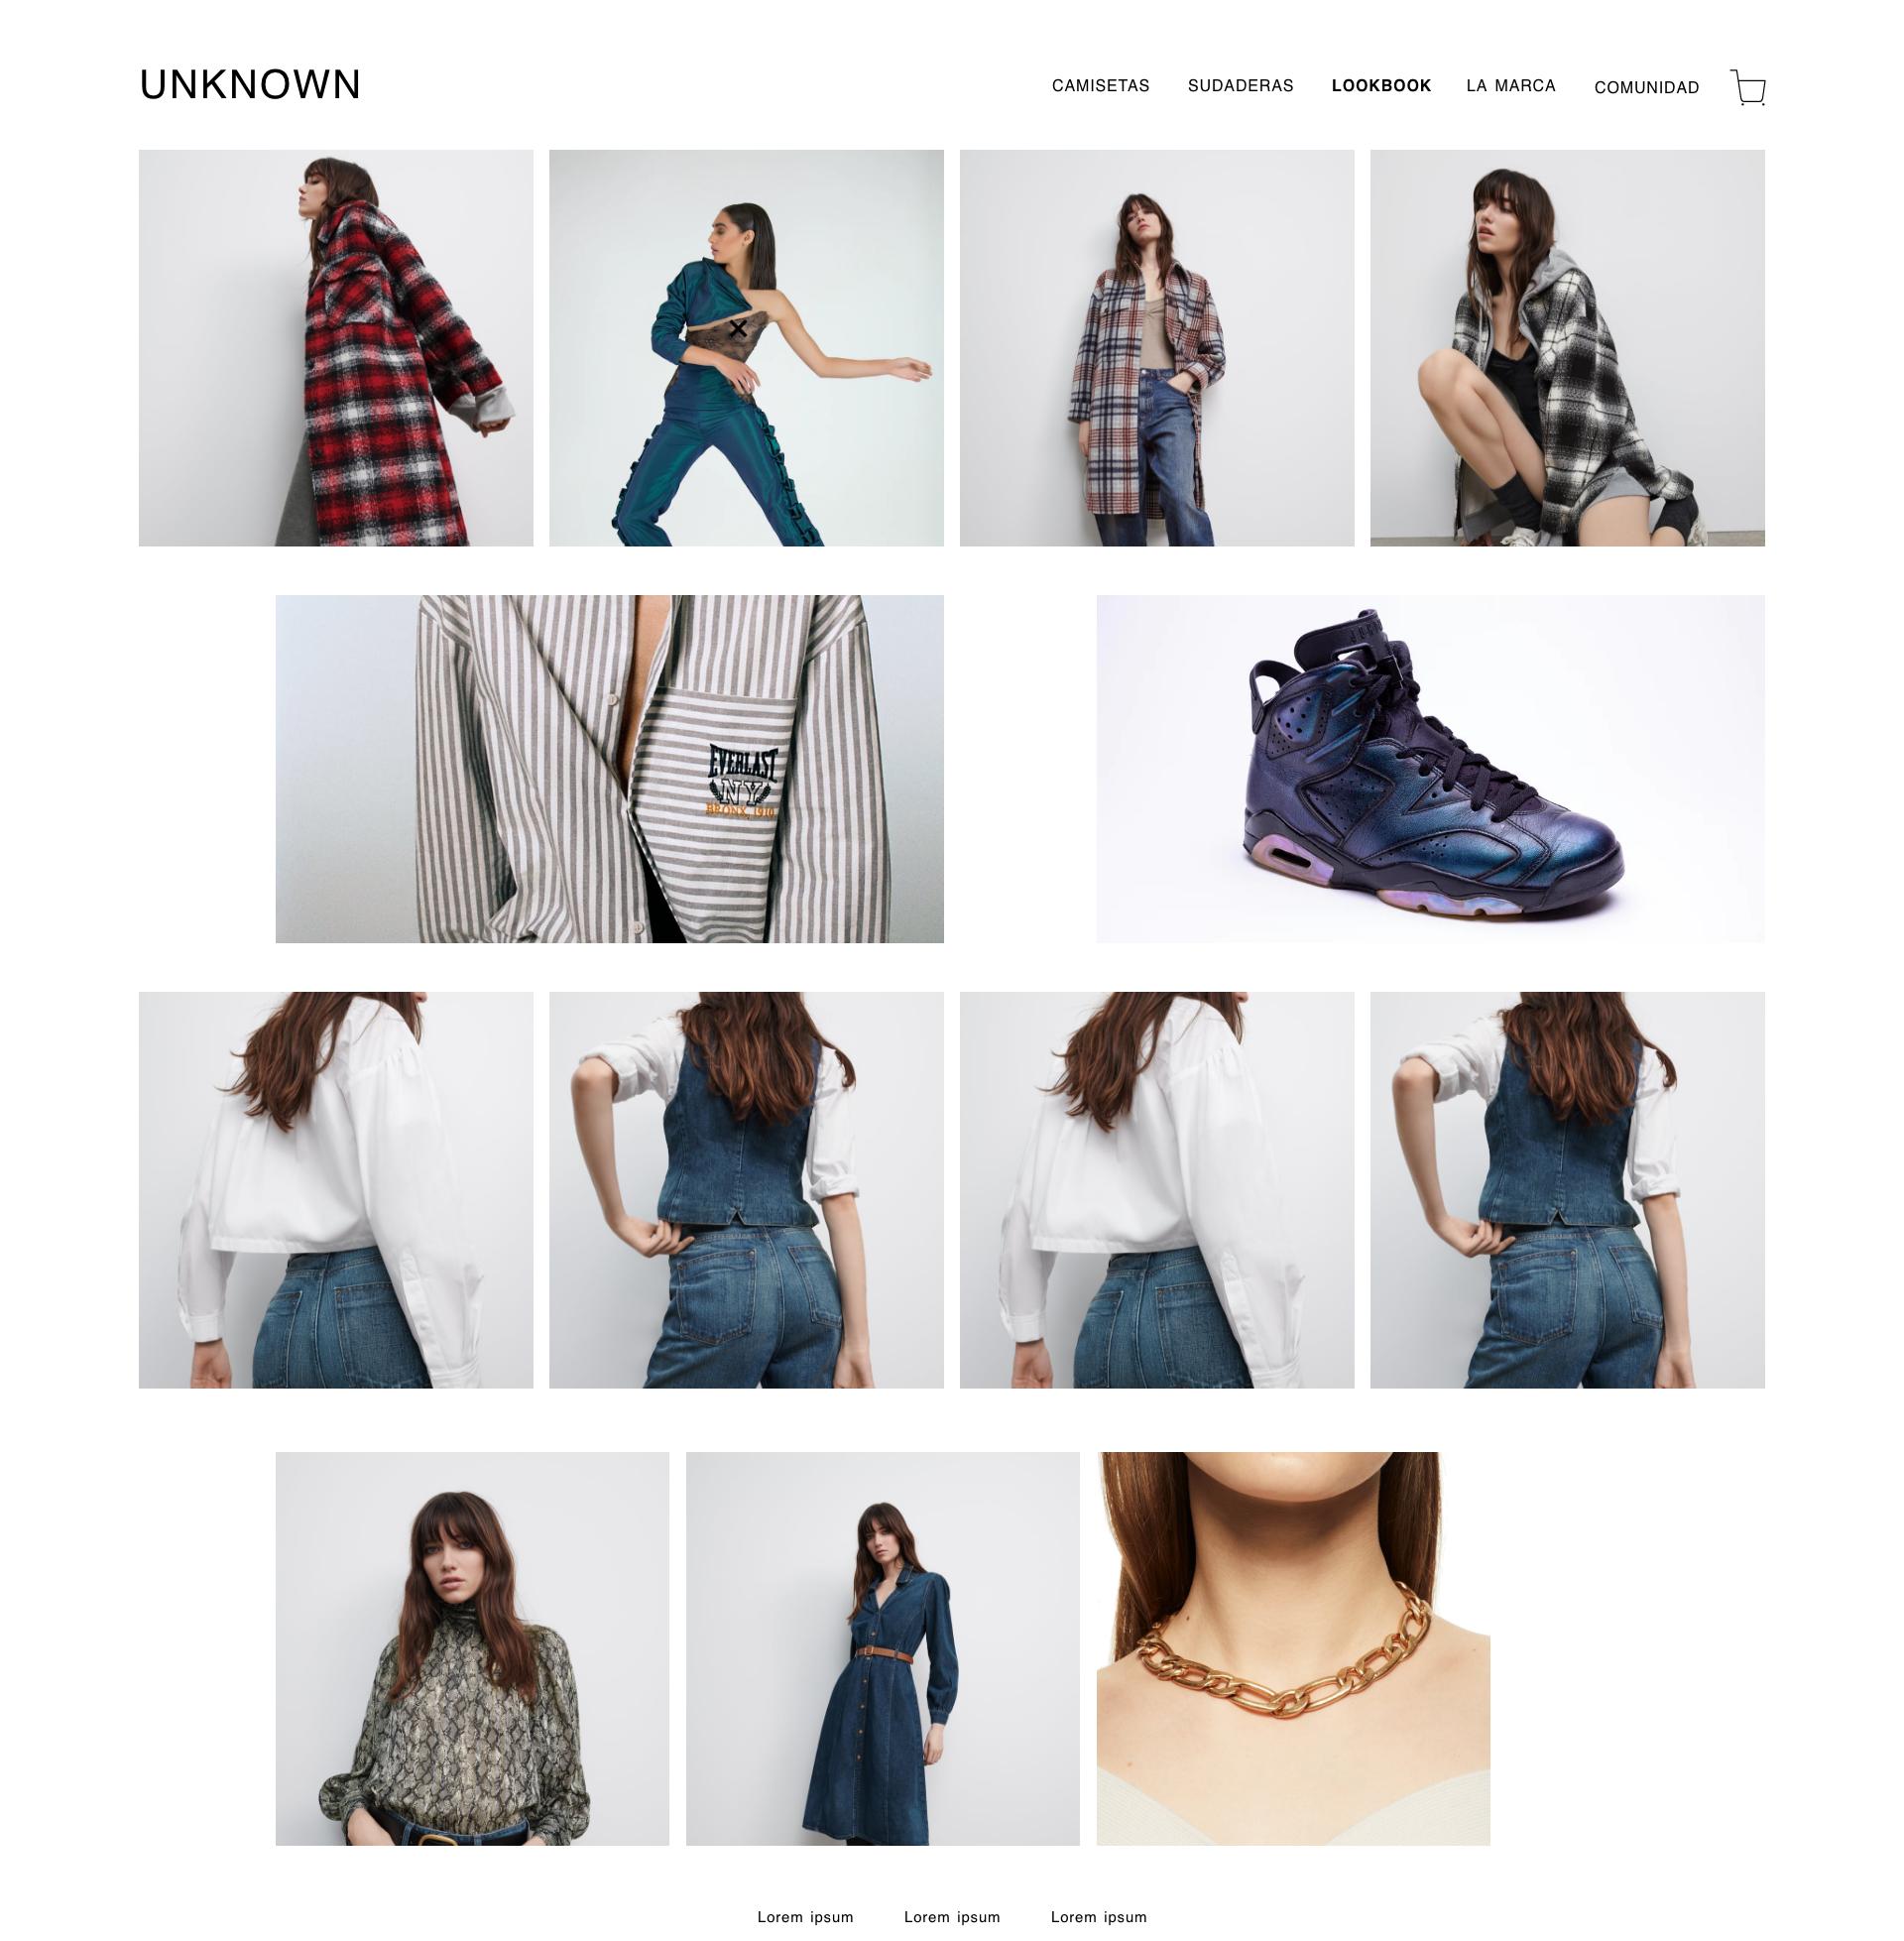 UNKNOWN
CAMISETAS SUDADERAS LOOKBOOK LA MARCA COMUNIDAD
EVERLAST
NY
BRONX, 1910
Lorem ipsum Lorem ipsum Lorem ipsum